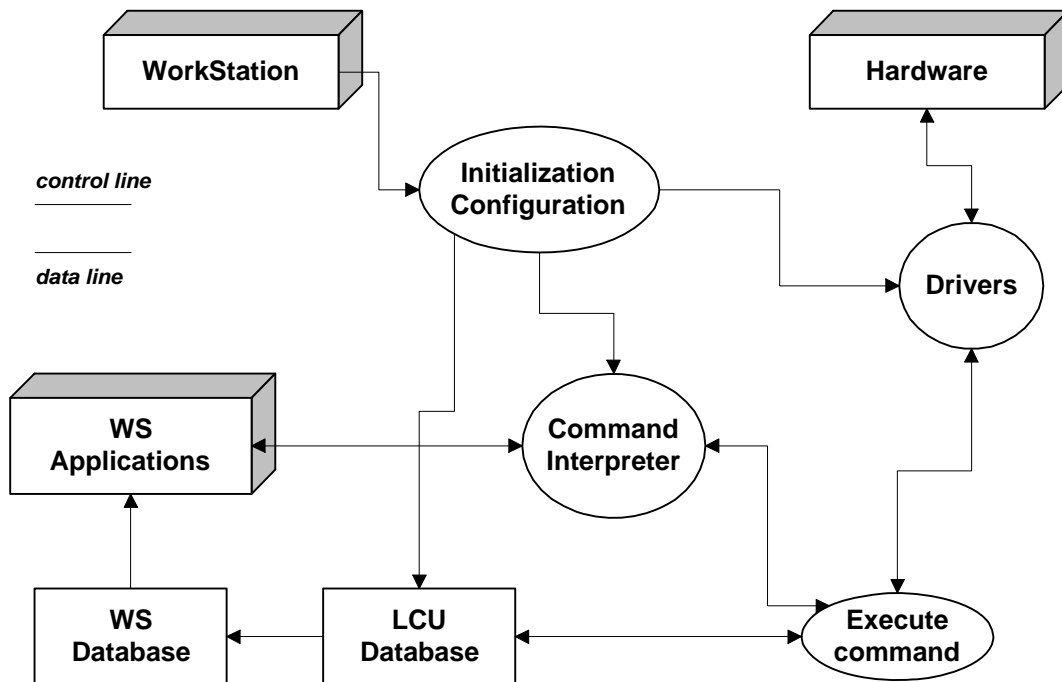 WorkStation
Hardware
Initialization
Configuration
control line
data line
Drivers
WS
Applications
Command
Interpreter
WS
Database
LCU
Database
Execute
command